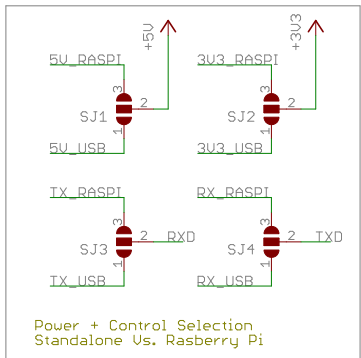 +5V
+3V3
5V_RASPI
3V3_RASPI
3
3
2
2
SJ1
SJ2
1
1
5V_USB
3V3_USB
TX_RASPI
RX_RASPI
3
3
2
RXD
2
TXD
SJ3
SJ4
1
1
TX_USB
RX_USB
Power + Control Selection
Standalone Vs. Rasberry Pi